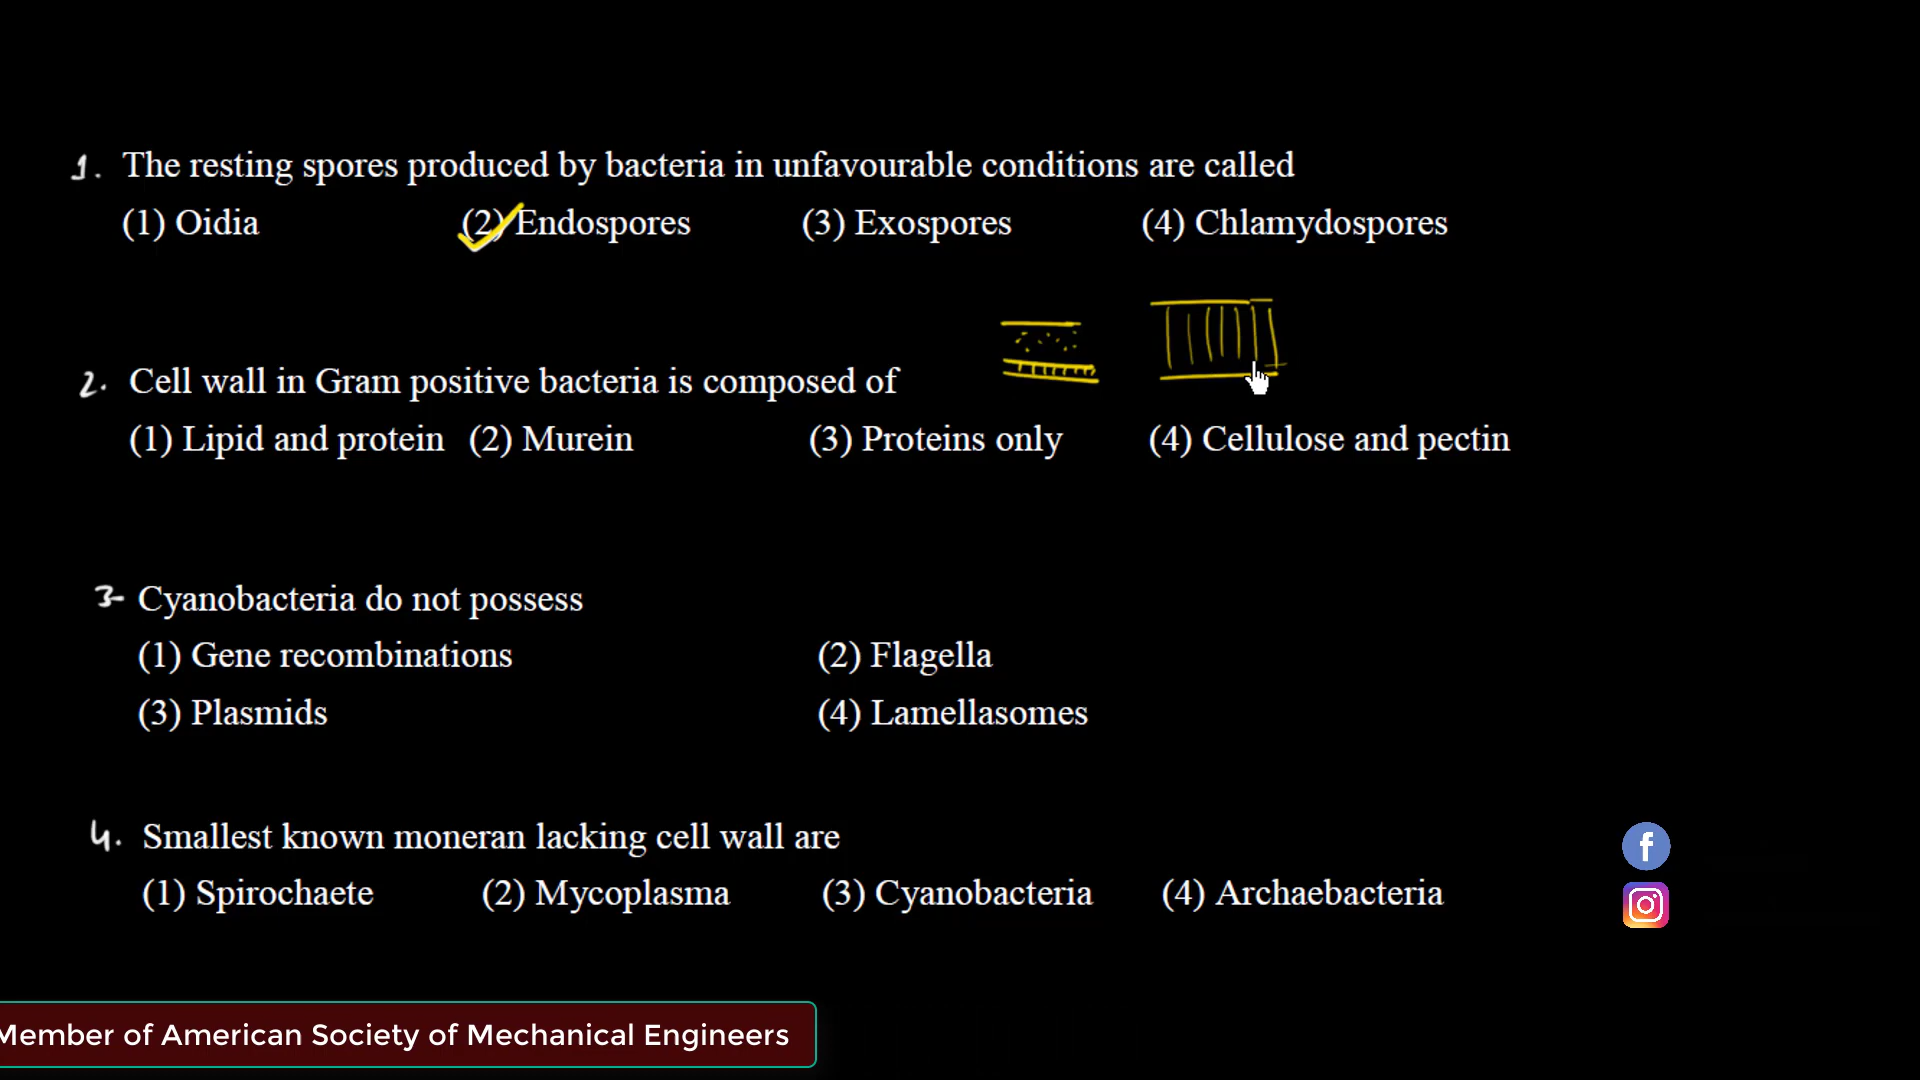 1. The resting spores produced by bacteria in unfavourable conditions are called
(1) Oidia (2) Endospores (3) Exospores (4) Chlamydospores
2. Cell wall in Gram positive bacteria is composed of
(1) Lipid and protein (2) Murein (3) Proteins only (4) Cellulose and pectin
3- Cyanobacteria do not possess
(1) Gene recombinations (2) Flagella
(3) Plasmids (4) Lamellasomes
4. Smallest known moneran lacking cell wall are
(1) Spirochaete (2) Mycoplasma (3) Cyanobacteria (4) Archaebacteria
Member of American Society of Mechanical Engineers